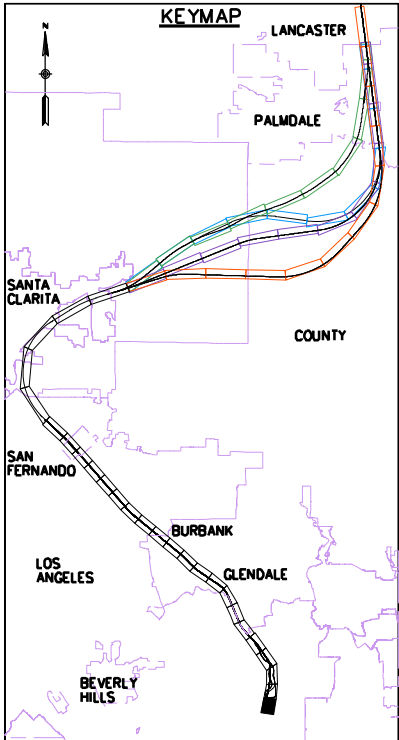 KEYMAP
N
LANCASTER
PALMDALE
SANTA
CLARITA
COUNTY
SAN
FERNANDO
BURBANK
LOS
ANGELES
GLENDALE
BEVERLY
HILLS